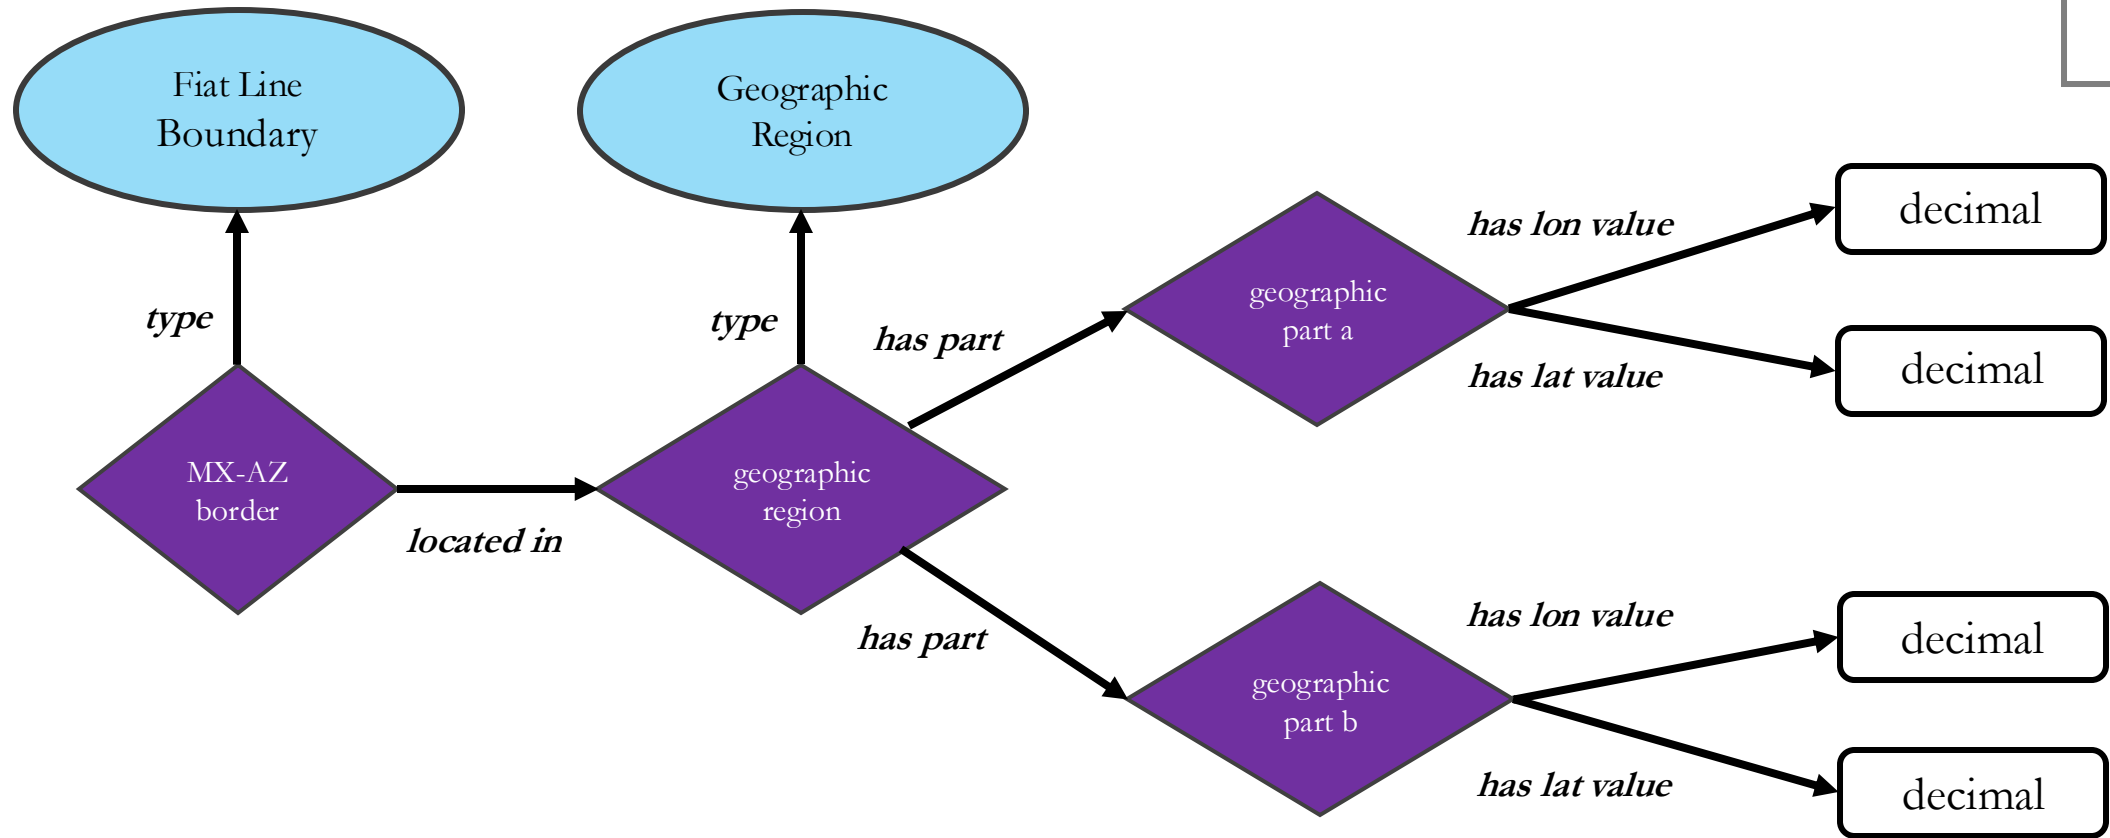 Fiat Line
Boundary
Geographic
Region
type
type
has part
geographic
part a
has lon value
decimal
has lat value
decimal
MX-AZ
border
located in
geographic
region
has part
geographic
part b
has lon value
decimal
has lat value
decimal